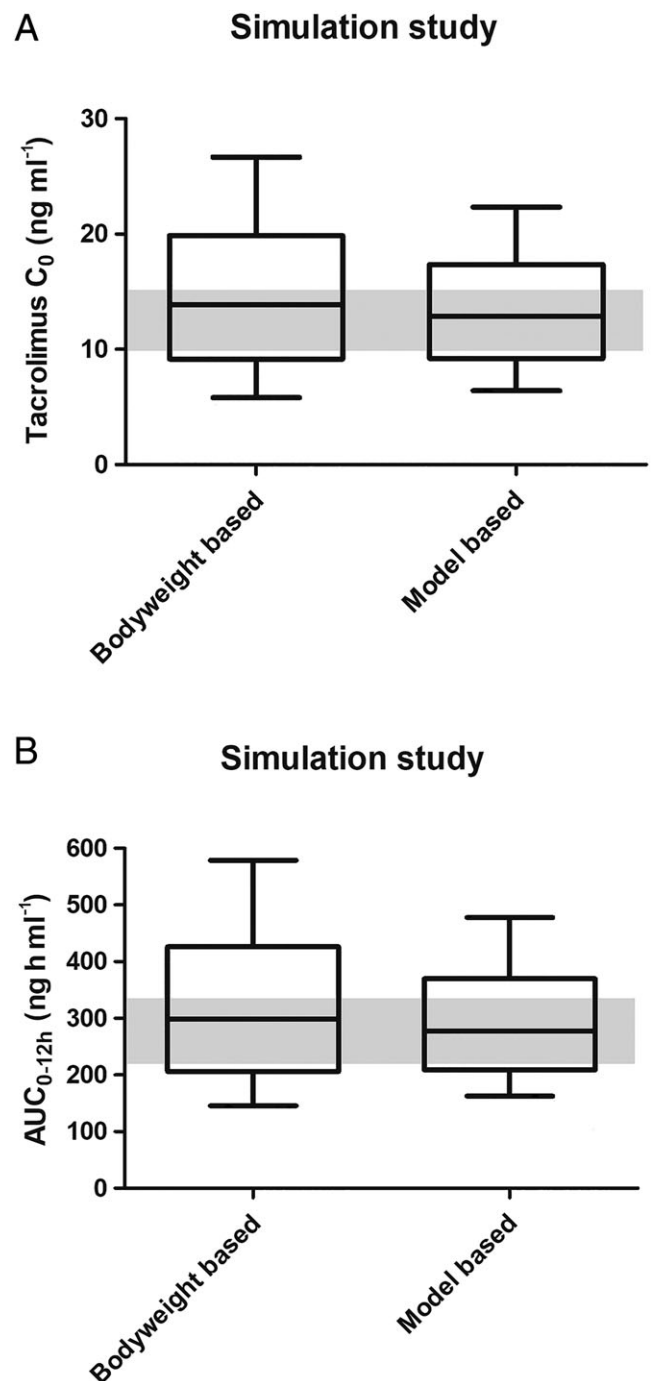 A
Simulation study
Tacrolimus C₀ (ng ml⁻¹)
30
20
10
0
Bodyweight based
Model based
B
Simulation study
AUC₀₋₁₂ₕ (ng h ml⁻¹)
600
500
400
300
200
100
0
Bodyweight based
Model based